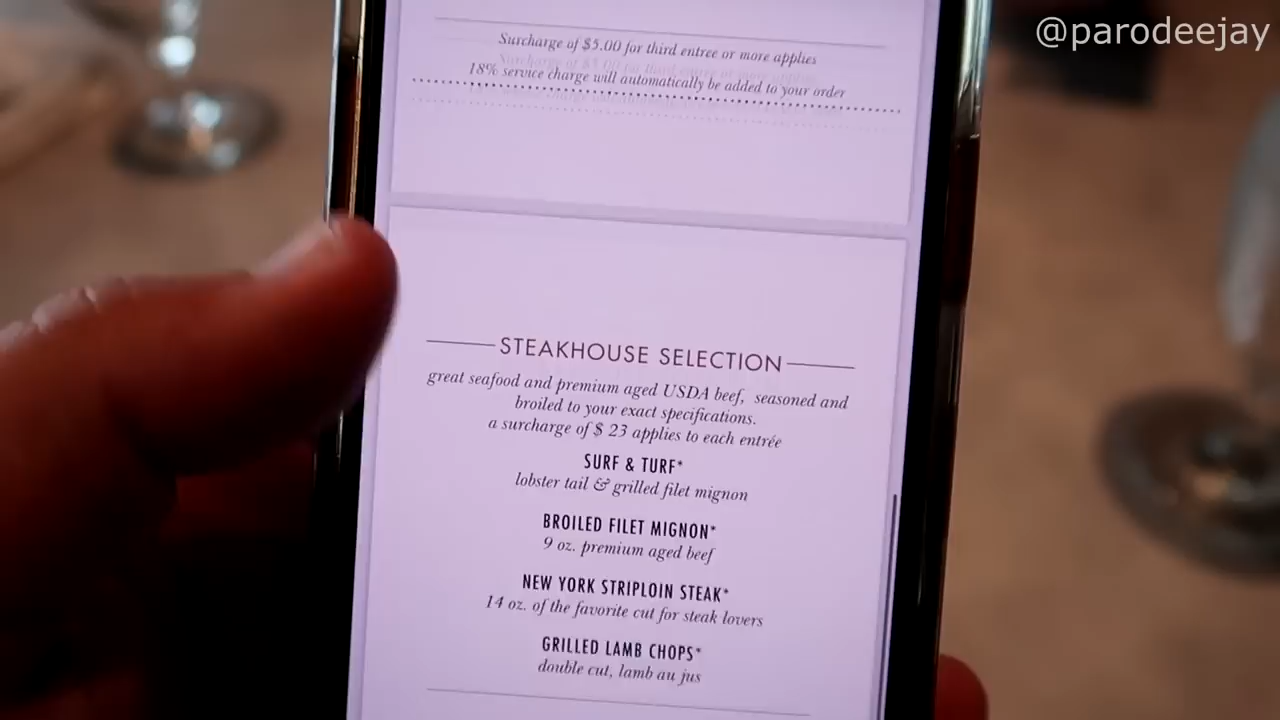 @parodeejay
Surcharge of $5.00 for third entree or more applies
18% service charge will automatically be added to your order
STEAKHOUSE SELECTION
great seafood and premium aged USDA beef, seasoned and
broiled to your exact specifications.
a surcharge of $ 23 applies to each entrée
SURF & TURF*
lobster tail & grilled filet mignon
BROILED FILET MIGNON*
9 oz. premium aged beef
NEW YORK STRIPLOIN STEAK*
14 oz. of the favorite cut for steak lovers
GRILLED LAMB CHOPS*
double cut, lamb au jus